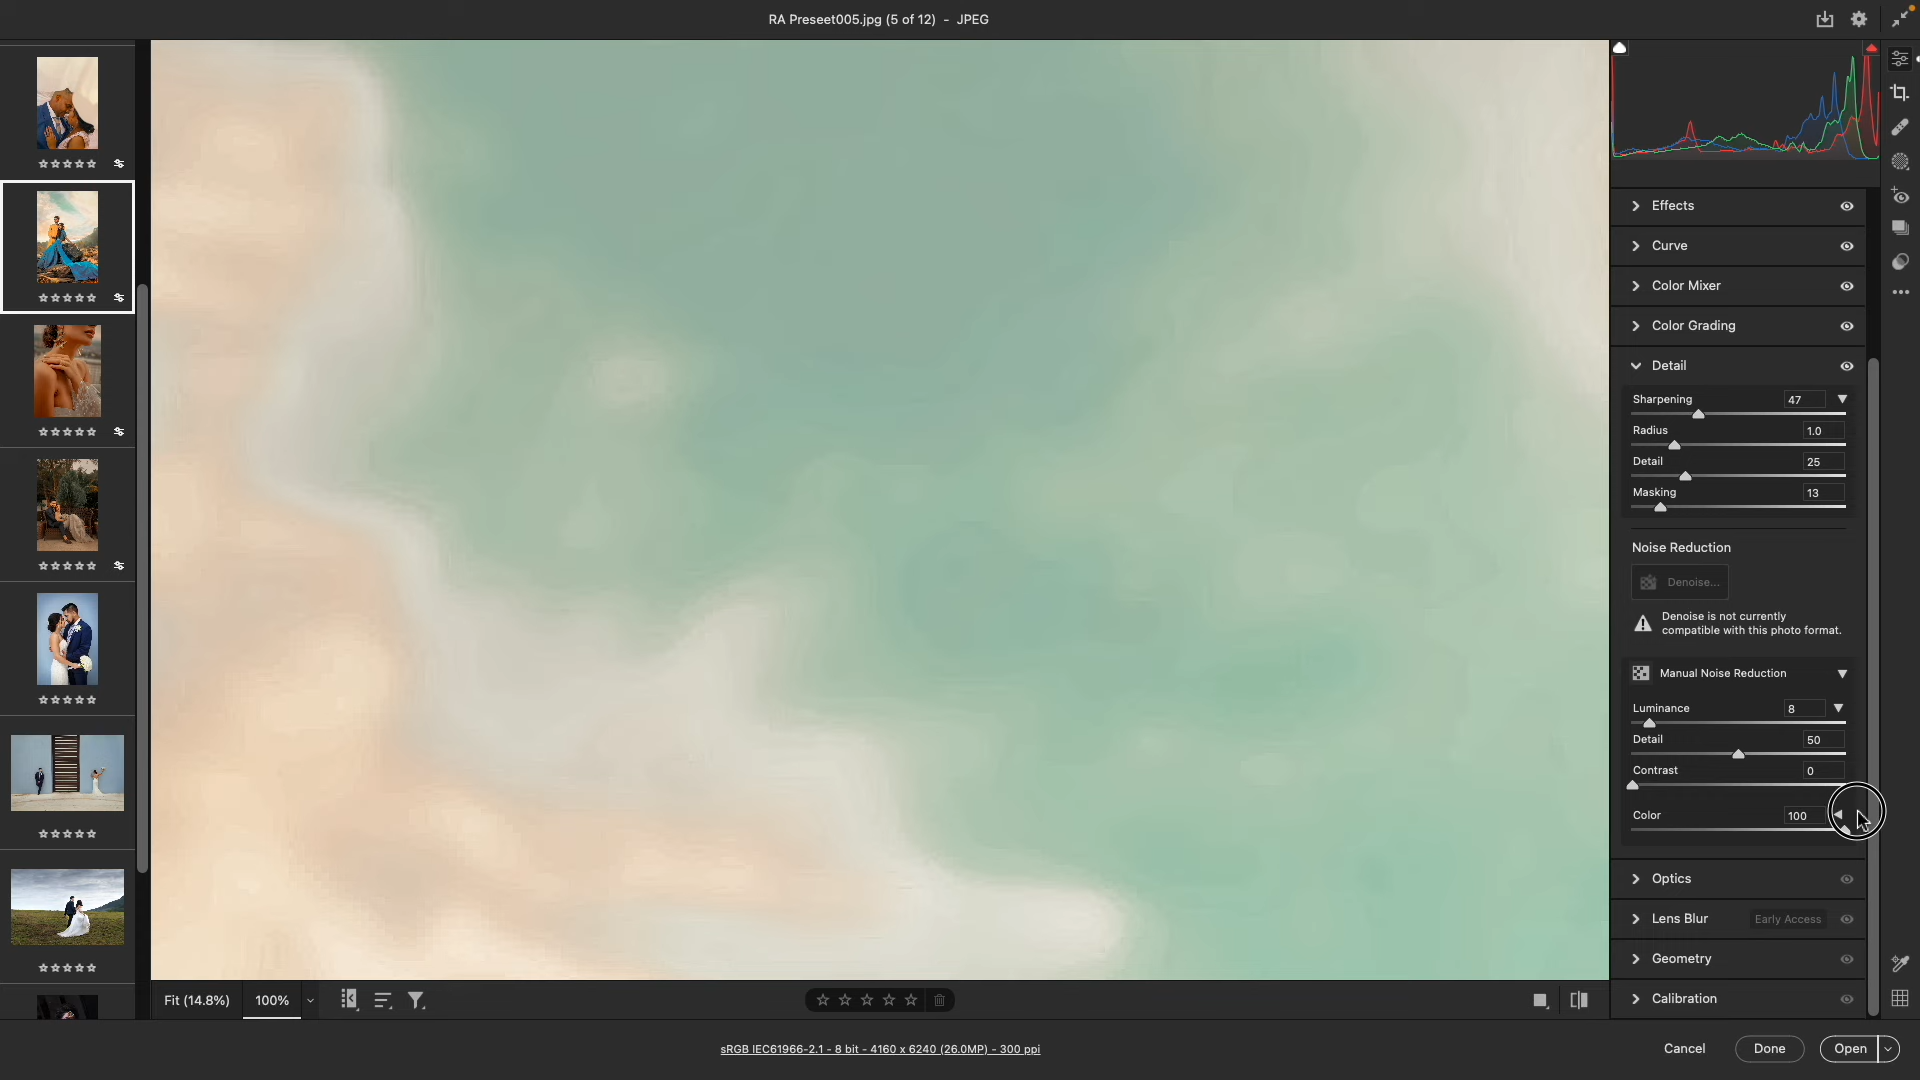 RA Preseet005.jpg (5 of 12) - JPEG
Effects
Curve
Color Mixer
Color Grading
Detail
Sharpening 47
Radius 1.0
Detail 25
Masking 13
Noise Reduction
Denoise...
Denoise is not currently
compatible with this photo format.
Manual Noise Reduction
Luminance 8
Detail 50
Contrast 0
Color 100
Optics
Lens Blur Early Access
Geometry
Calibration
Fit (14.8%) 100%
sRGB IEC61966-2.1 - 8 bit - 4160 x 6240 (26.0MP) - 300 ppi
Cancel Done Open